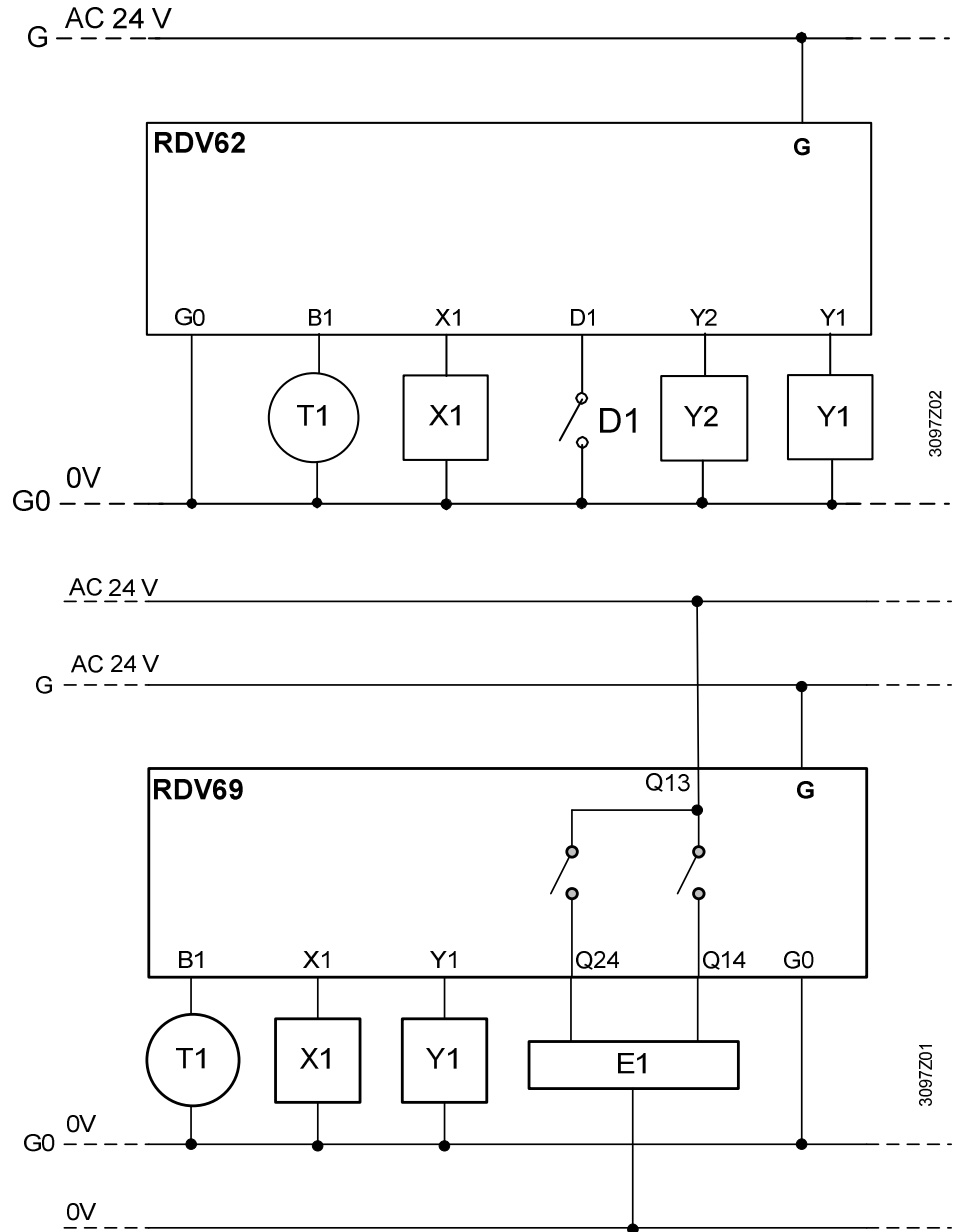 AC 24 V
G
RDV62
G
G0 B1 X1 D1 Y2 Y1
T1 X1 D1 Y2 Y1
3097Z02
0V
G0
AC 24 V
AC 24 V
G
RDV69 Q13 G
B1 X1 Y1 Q24 Q14 G0
T1 X1 Y1 E1
3097Z01
0V
G0
0V